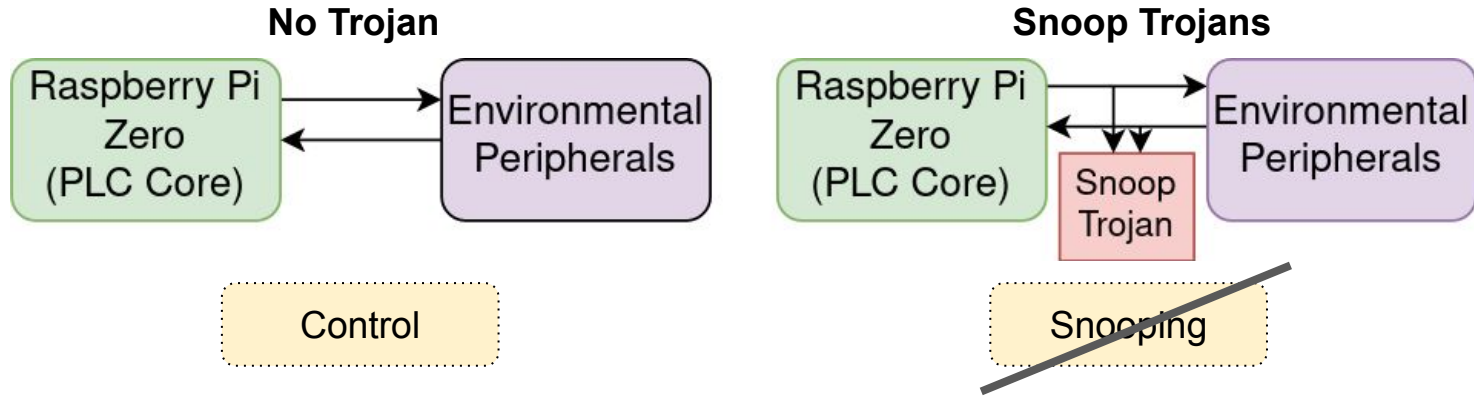 No Trojan
Raspberry Pi
Zero
(PLC Core)
Environmental
Peripherals
Control
Snoop Trojans
Raspberry Pi
Zero
(PLC Core)
Environmental
Peripherals
Snoop
Trojan
Snooping